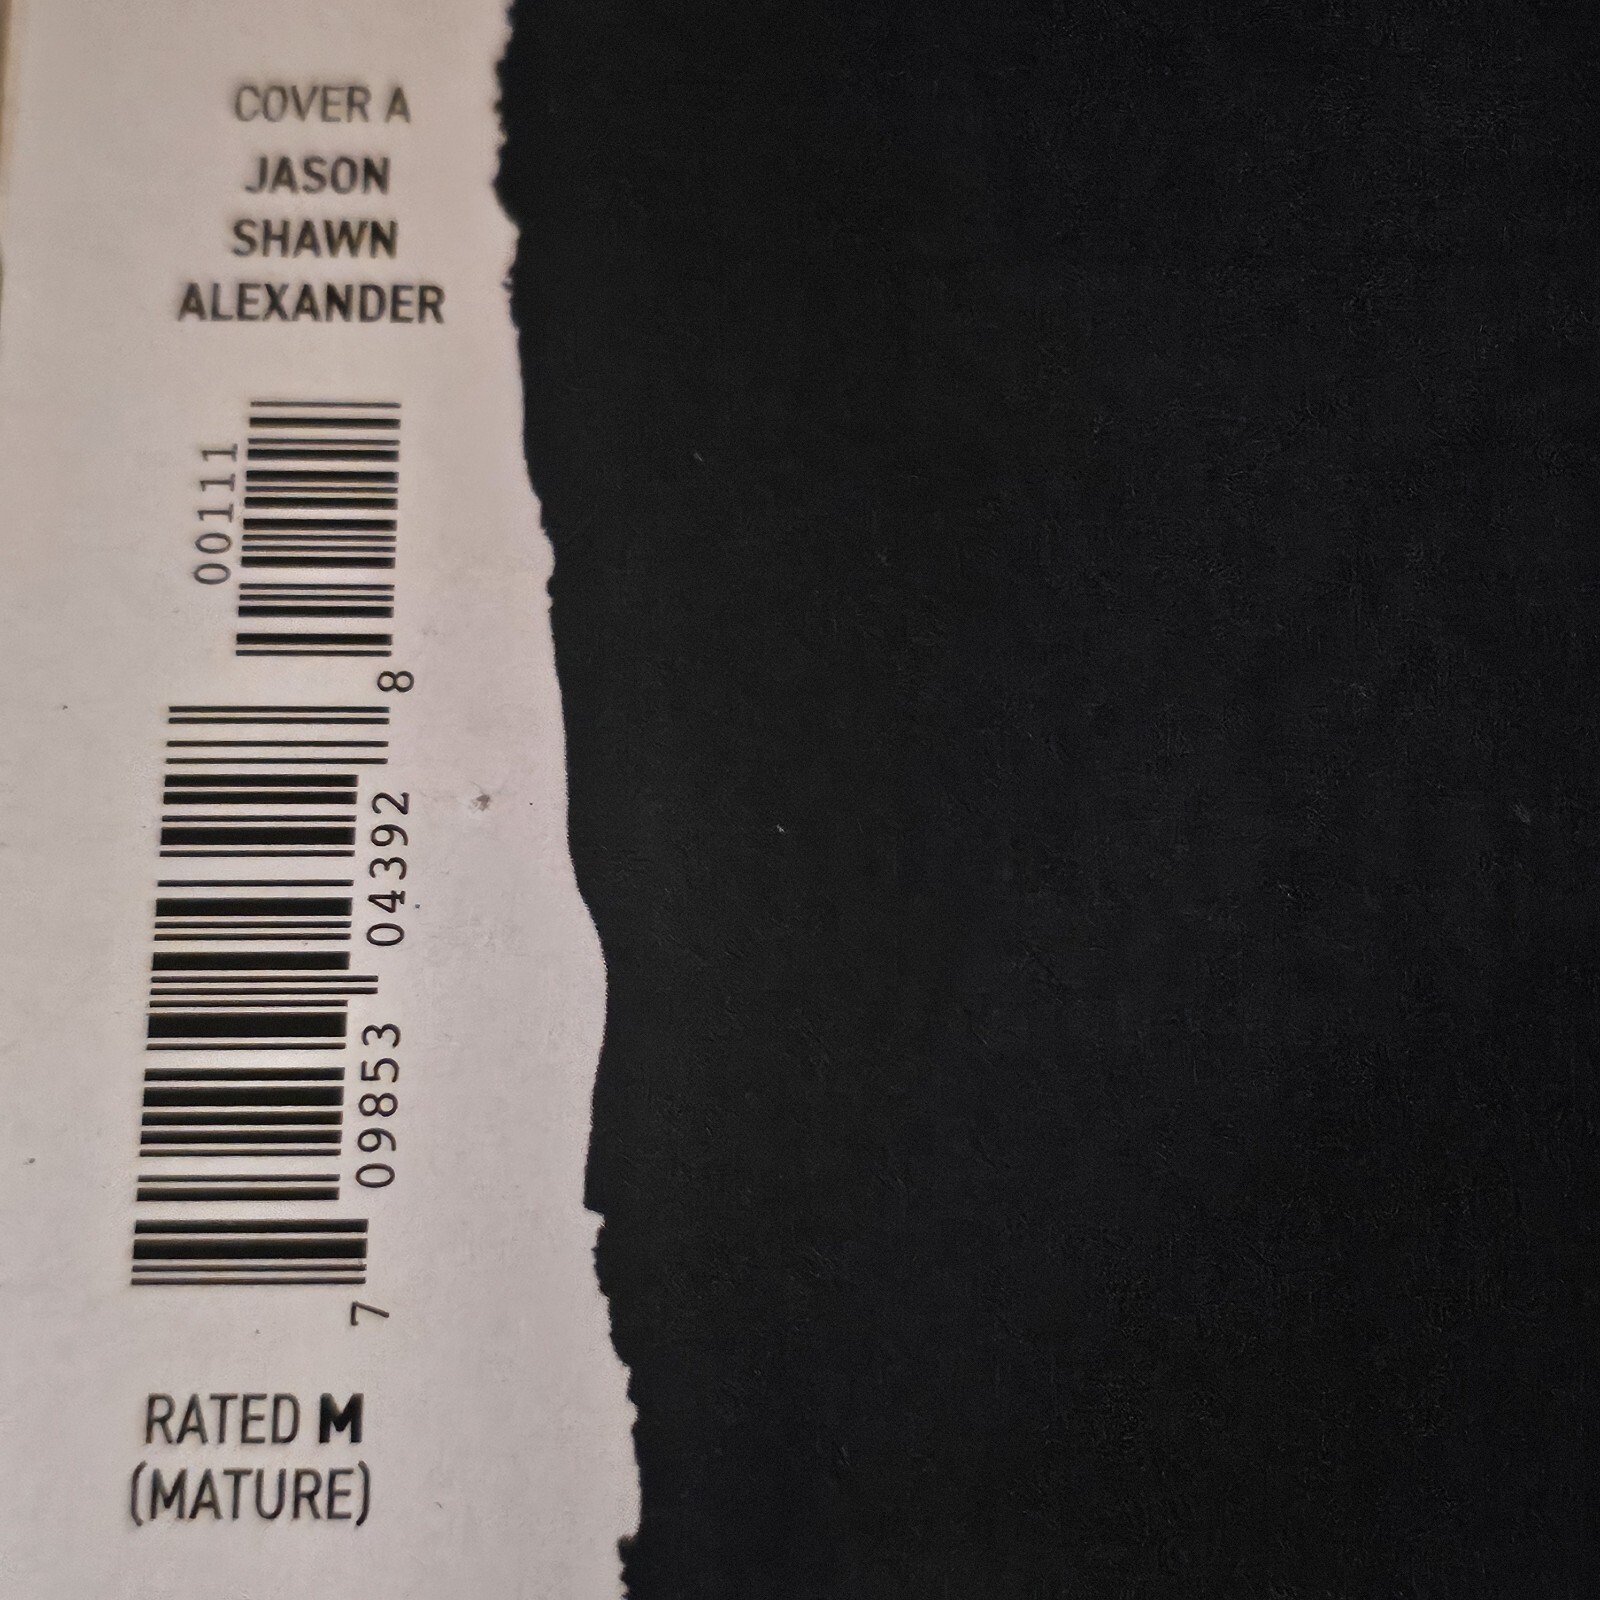 COVER A
JASON
SHAWN
ALEXANDER
00111
7 09853 04392 8
RATED M
(MATURE)